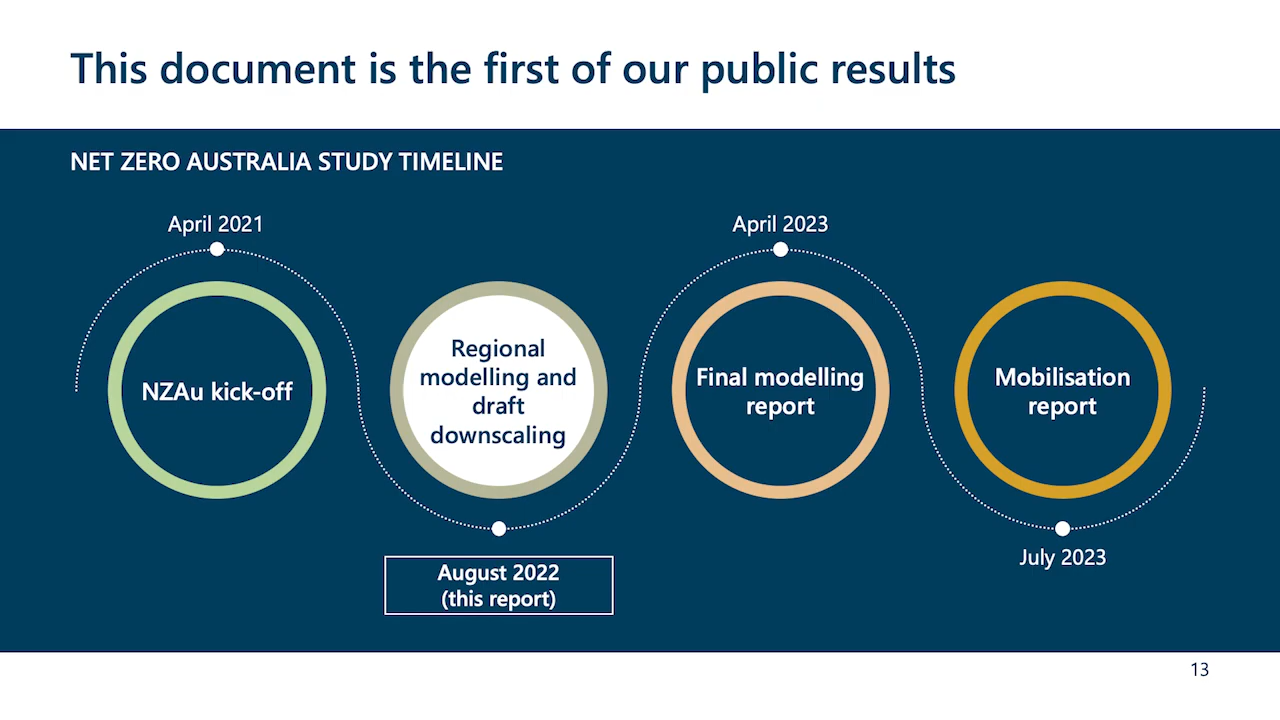 This document is the first of our public results
NET ZERO AUSTRALIA STUDY TIMELINE
April 2021
NZAu kick-off
Regional
modelling and
draft
downscaling
August 2022
(this report)
April 2023
Final modelling
report
Mobilisation
report
July 2023
13